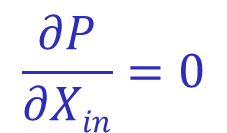 ∂P/∂X_in = 0